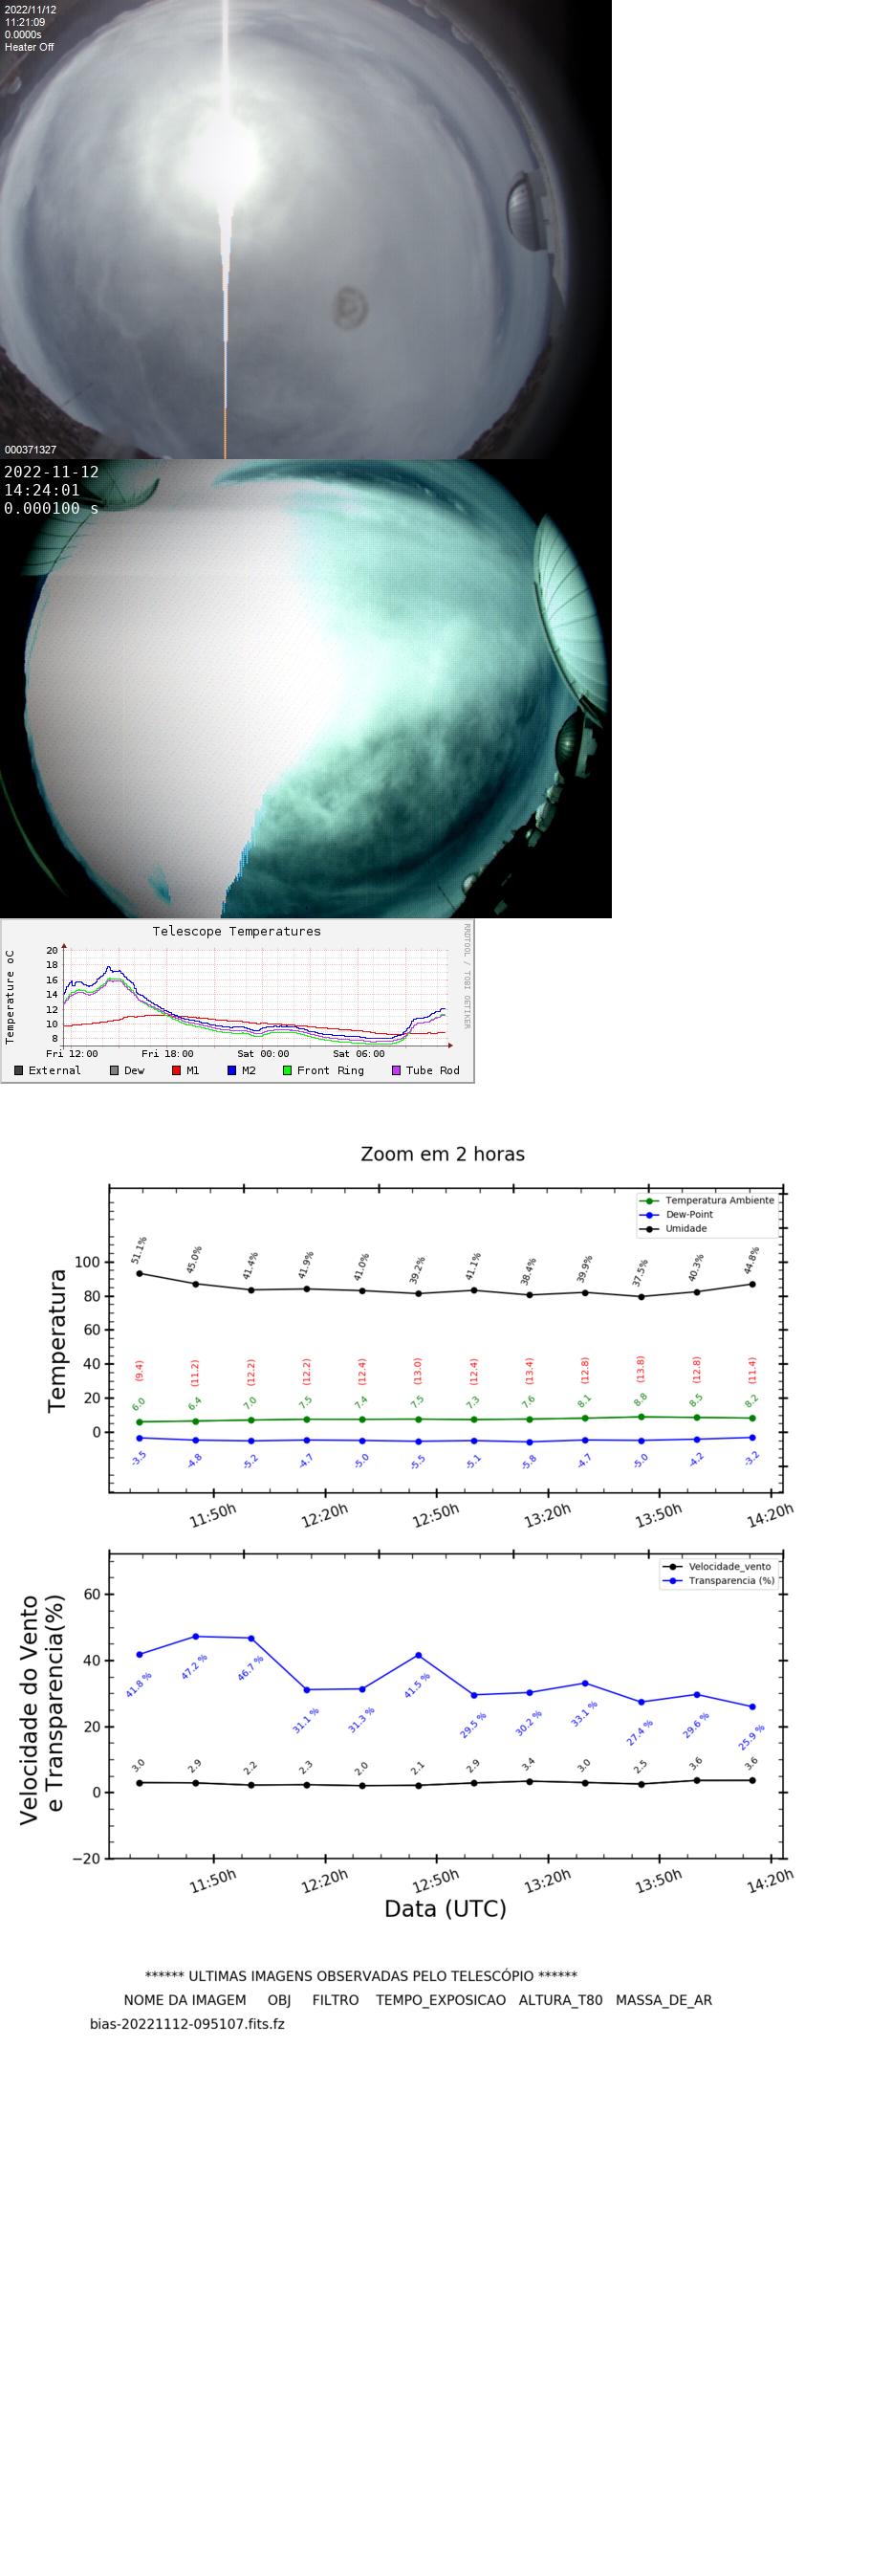 2022/11/12
11:21:09
0.0000s
Heater Off
000371327
2022-11-12
14:24:01
0.000100 s
Telescope Temperatures
RRDTOOL / TOBI OETIKER
Temperature oC
20
18
16
14
12
10
8
Fri 12:00 Fri 18:00 Sat 00:00 Sat 06:00
External Dew M1 M2 Front Ring Tube Rod
Zoom em 2 horas
Temperatura Ambiente
Dew-Point
Umidade
Temperatura
100
80
60
40
20
0
51.1% 45.0% 41.4% 41.9% 41.0% 39.2% 41.1% 38.4% 39.9% 37.5% 40.3% 44.8%
(9.4) (11.2) (12.2) (12.2) (12.4) (13.0) (12.4) (13.4) (12.8) (13.8) (12.8) (11.4)
6.0 6.4 7.0 7.5 7.4 7.5 7.3 7.6 8.1 8.8 8.5 8.2
-3.5 -4.8 -5.2 -4.7 -5.0 -5.5 -5.1 -5.8 -4.7 -5.0 -4.2 -3.2
11:50h 12:20h 12:50h 13:20h 13:50h 14:20h
Velocidade_vento
Transparencia (%)
Velocidade do Vento
e Transparencia(%)
60
40
20
0
−20
41.8 % 47.2 % 46.7 % 31.1 % 31.3 % 41.5 % 29.5 % 30.2 % 33.1 % 27.4 % 29.6 % 25.9 %
3.0 2.9 2.2 2.3 2.0 2.1 2.9 3.4 3.0 2.5 3.6 3.6
11:50h 12:20h 12:50h 13:20h 13:50h 14:20h
Data (UTC)
****** ULTIMAS IMAGENS OBSERVADAS PELO TELESCÓPIO ******
NOME DA IMAGEM OBJ FILTRO TEMPO_EXPOSICAO ALTURA_T80 MASSA_DE_AR
bias-20221112-095107.fits.fz